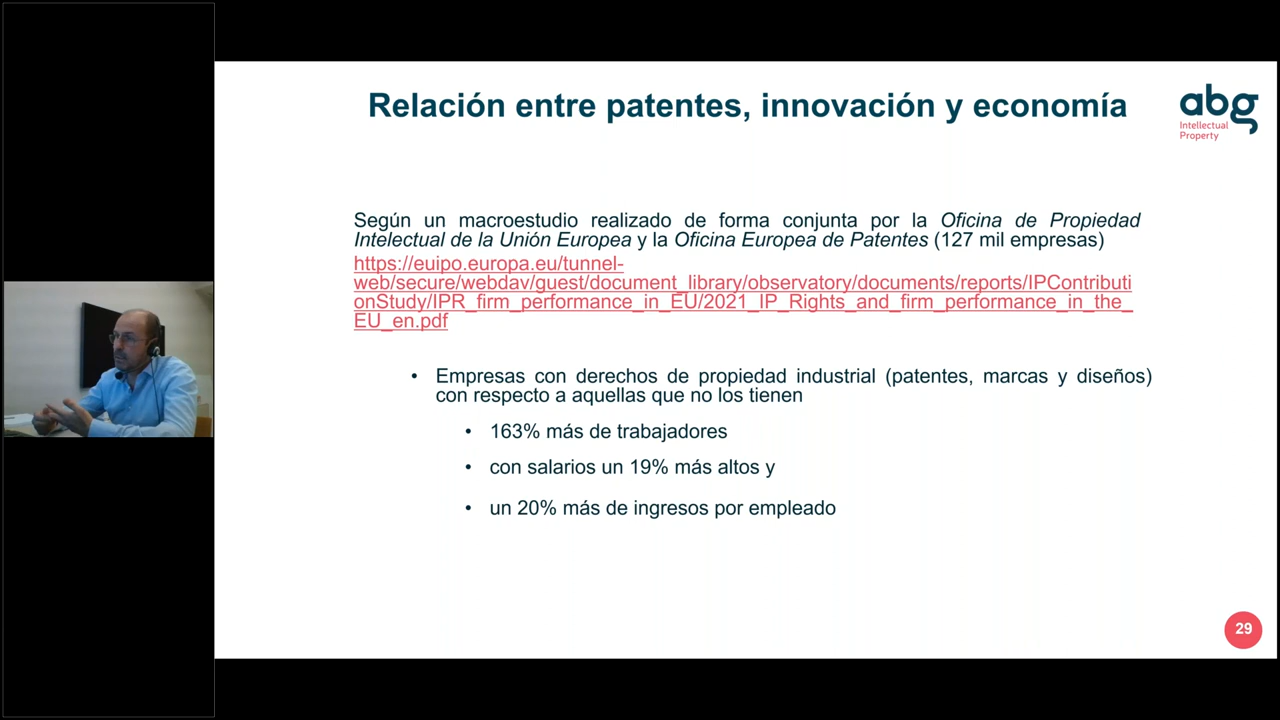 Relación entre patentes, innovación y economía
abg
Intellectual
Property
Según un macroestudio realizado de forma conjunta por la Oficina de Propiedad
Intelectual de la Unión Europea y la Oficina Europea de Patentes (127 mil empresas)
https://euipo.europa.eu/tunnel-
web/secure/webdav/guest/document_library/observatory/documents/reports/IPContributi
onStudy/IPR_firm_performance_in_EU/2021_IP_Rights_and_firm_performance_in_the_
EU_en.pdf
• Empresas con derechos de propiedad industrial (patentes, marcas y diseños)
con respecto a aquellas que no los tienen
• 163% más de trabajadores
• con salarios un 19% más altos y
• un 20% más de ingresos por empleado
29